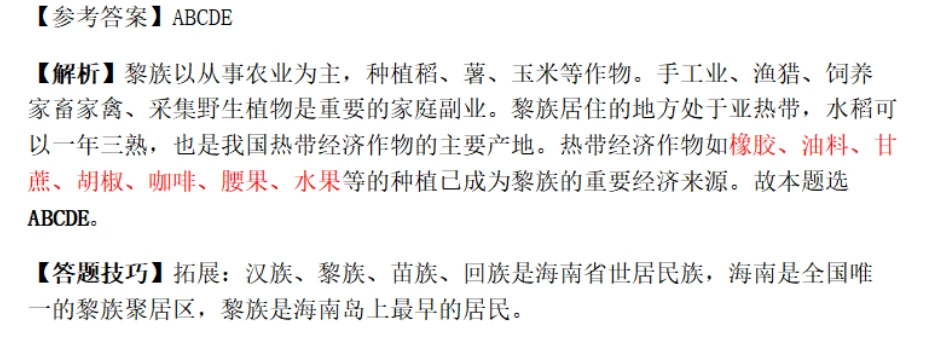 【参考答案】ABCDE
【解析】黎族以从事农业为主，种植稻、薯、玉米等作物。手工业、渔猎、饲养
家畜家禽、采集野生植物是重要的家庭副业。黎族居住的地方处于亚热带，水稻可
以一年三熟，也是我国热带经济作物的主要产地。热带经济作物如橡胶、油料、甘
蔗、胡椒、咖啡、腰果、水果等的种植已成为黎族的重要经济来源。故本题选
ABCDE。
【答题技巧】拓展：汉族、黎族、苗族、回族是海南省世居民族，海南是全国唯
一的黎族聚居区，黎族是海南岛上最早的居民。